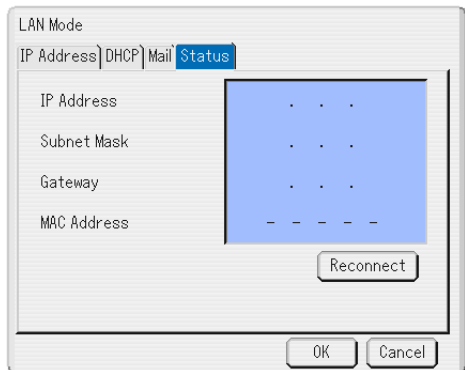 LAN Mode
IP Address DHCP Mail Status
IP Address . . .
Subnet Mask . . .
Gateway . . .
MAC Address – – – – –
Reconnect
OK Cancel